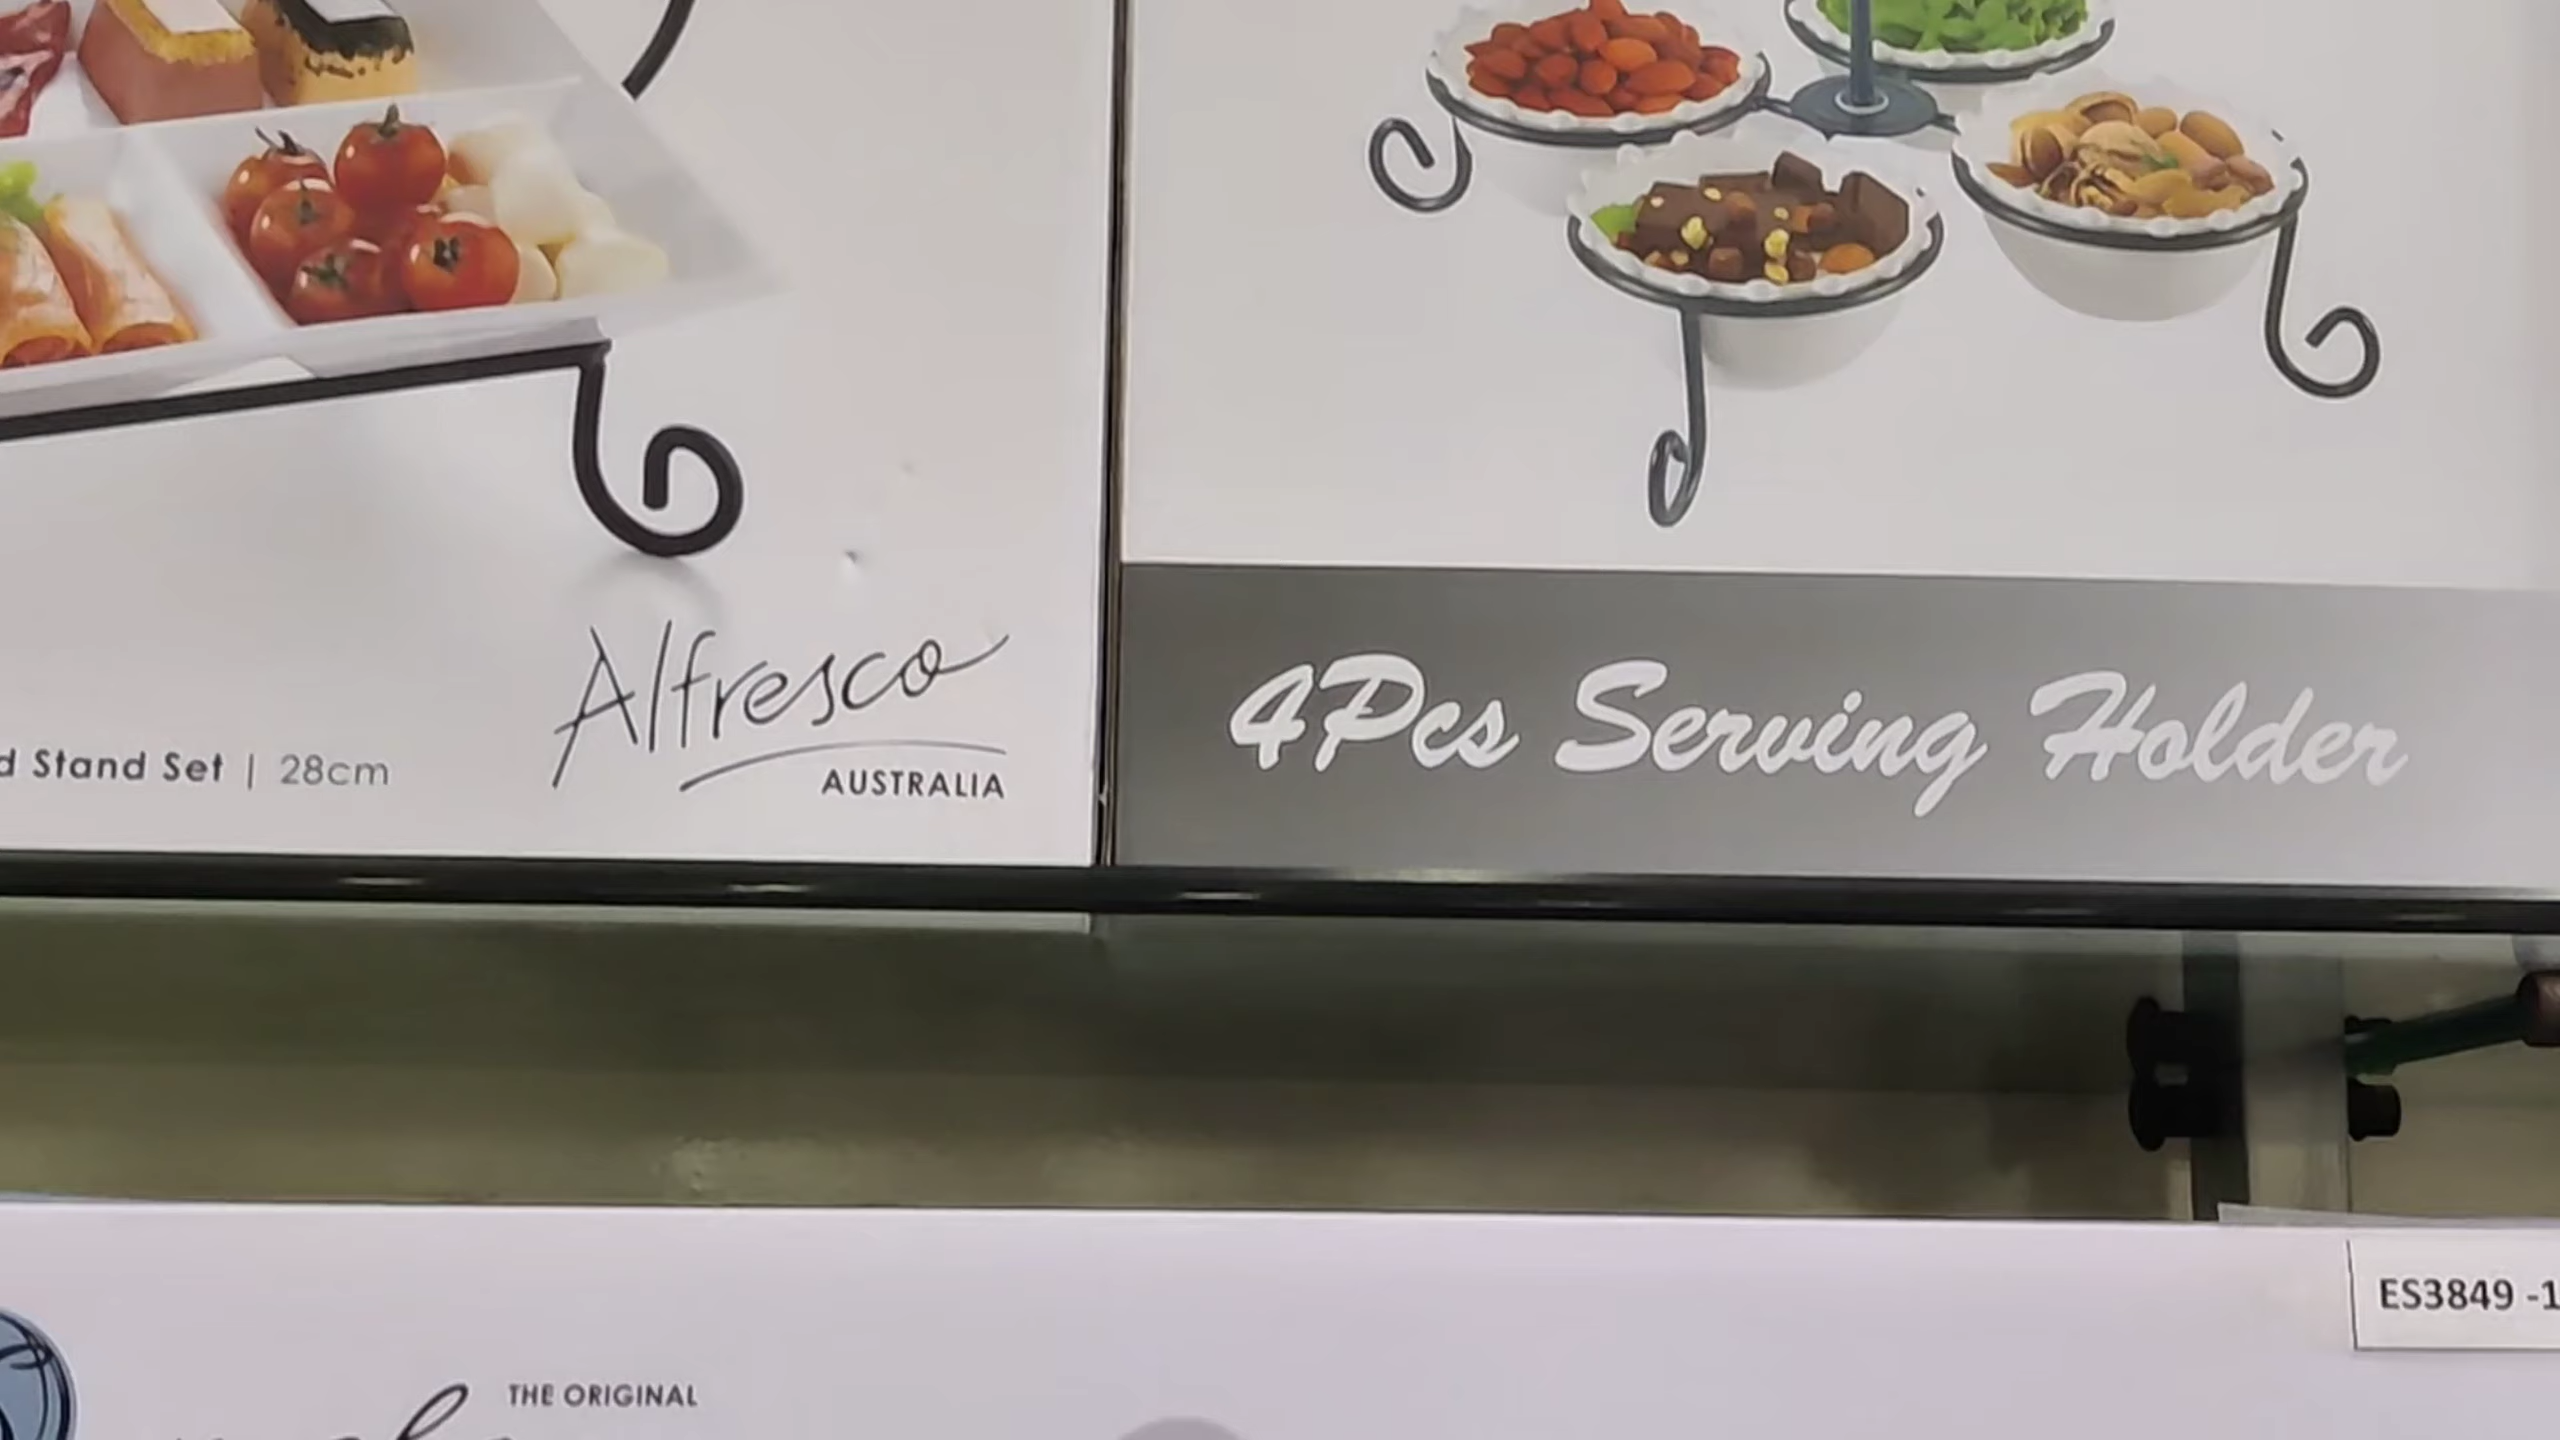 Alfresco
AUSTRALIA
Stand Set | 28cm
4Pcs Serving Holder
ES3849 -1
THE ORIGINAL